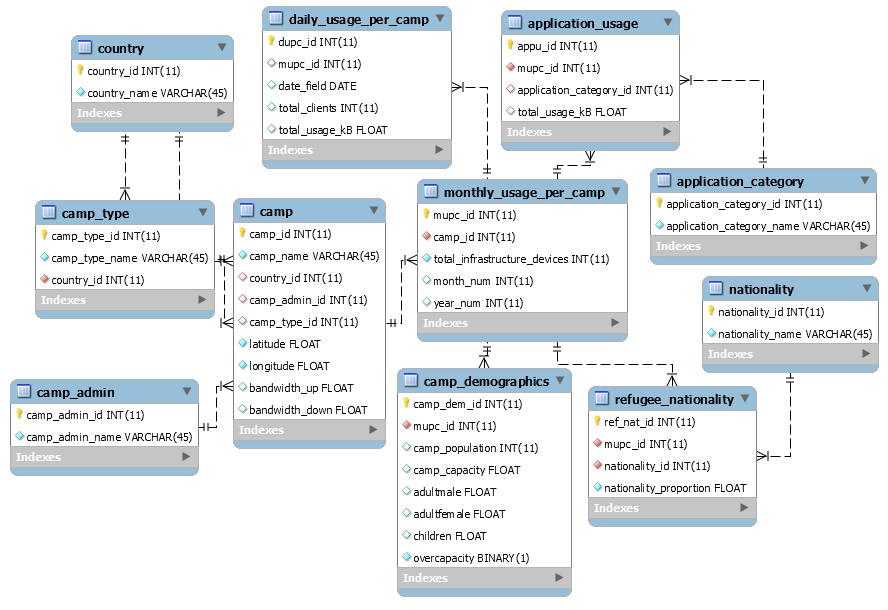 country
country_id INT(11)
country_name VARCHAR(45)
Indexes
daily_usage_per_camp
dupc_id INT(11)
mupc_id INT(11)
date_field DATE
total_clients INT(11)
total_usage_kB FLOAT
Indexes
application_usage
appu_id INT(11)
mupc_id INT(11)
application_category_id INT(11)
total_usage_kB FLOAT
Indexes
application_category
application_category_id INT(11)
application_category_name VARCHAR(45)
Indexes
camp_type
camp_type_id INT(11)
camp_type_name VARCHAR(45)
country_id INT(11)
Indexes
camp
camp_id INT(11)
camp_name VARCHAR(45)
country_id INT(11)
camp_admin_id INT(11)
camp_type_id INT(11)
latitude FLOAT
longitude FLOAT
bandwidth_up FLOAT
bandwidth_down FLOAT
Indexes
monthly_usage_per_camp
mupc_id INT(11)
camp_id INT(11)
total_infrastructure_devices INT(11)
month_num INT(11)
year_num INT(11)
Indexes
nationality
nationality_id INT(11)
nationality_name VARCHAR(45)
Indexes
camp_admin
camp_admin_id INT(11)
camp_admin_name VARCHAR(45)
Indexes
camp_demographics
camp_dem_id INT(11)
mupc_id INT(11)
camp_population INT(11)
camp_capacity FLOAT
adultmale FLOAT
adultfemale FLOAT
children FLOAT
overcapacity BINARY(1)
Indexes
refugee_nationality
ref_nat_id INT(11)
mupc_id INT(11)
nationality_id INT(11)
nationality_proportion FLOAT
Indexes